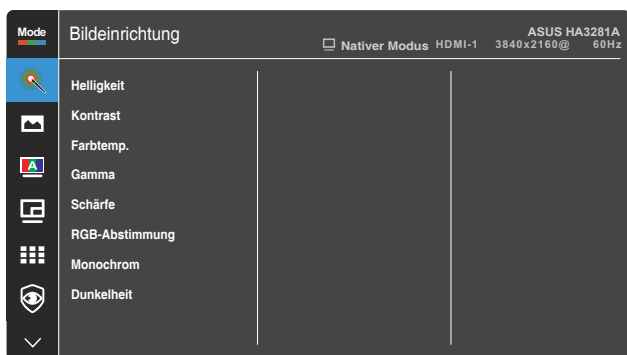 Mode
Bildeinrichtung
Nativer Modus HDMI-1 3840x2160@ 60Hz
ASUS HA3281A
Helligkeit
Kontrast
Farbtemp.
A
Gamma
Schärfe
RGB-Abstimmung
Monochrom
Dunkelheit